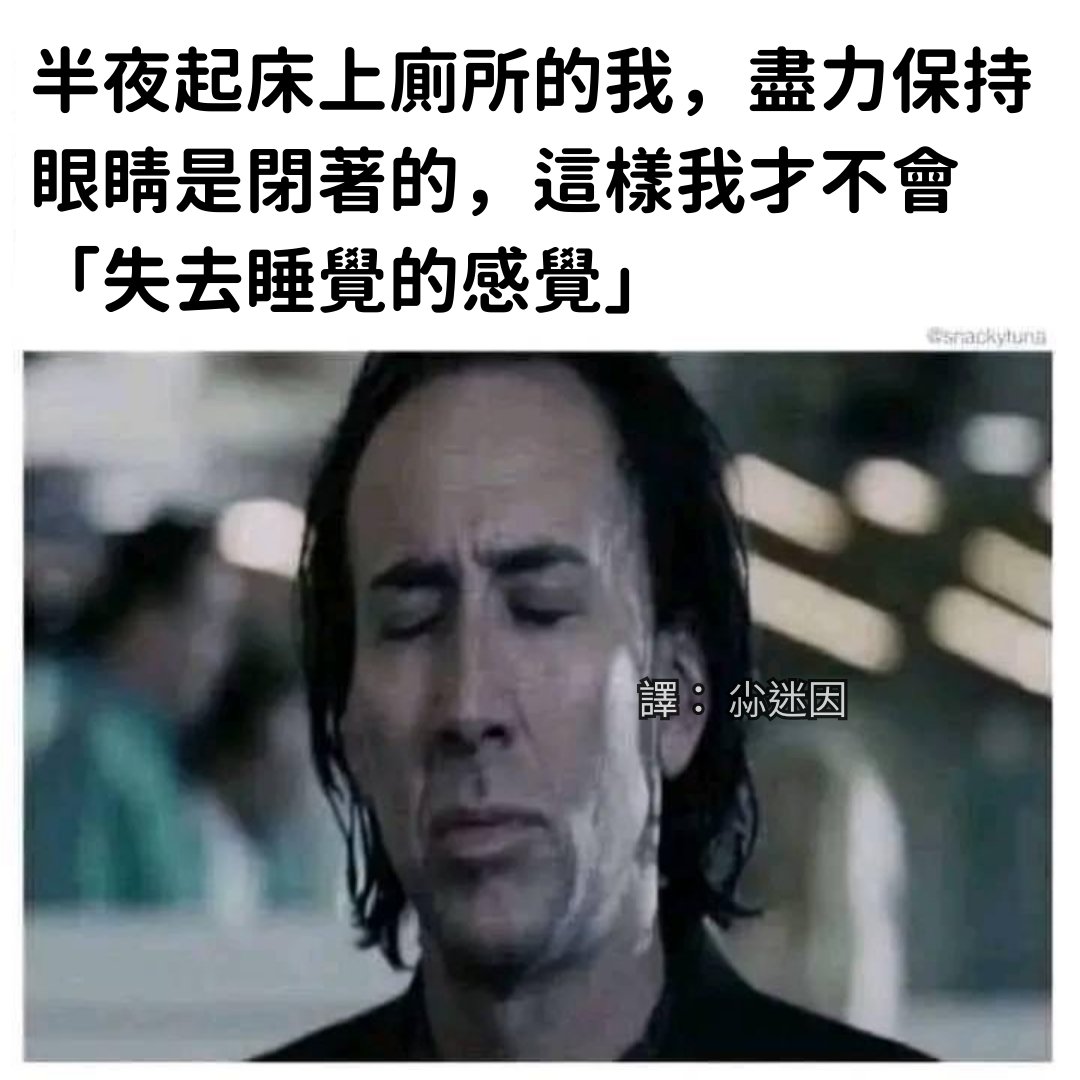 半夜起床上廁所的我，盡力保持
眼睛是閉著的，這樣我才不會
「失去睡覺的感覺」
@snackytuna
譯：尛迷因